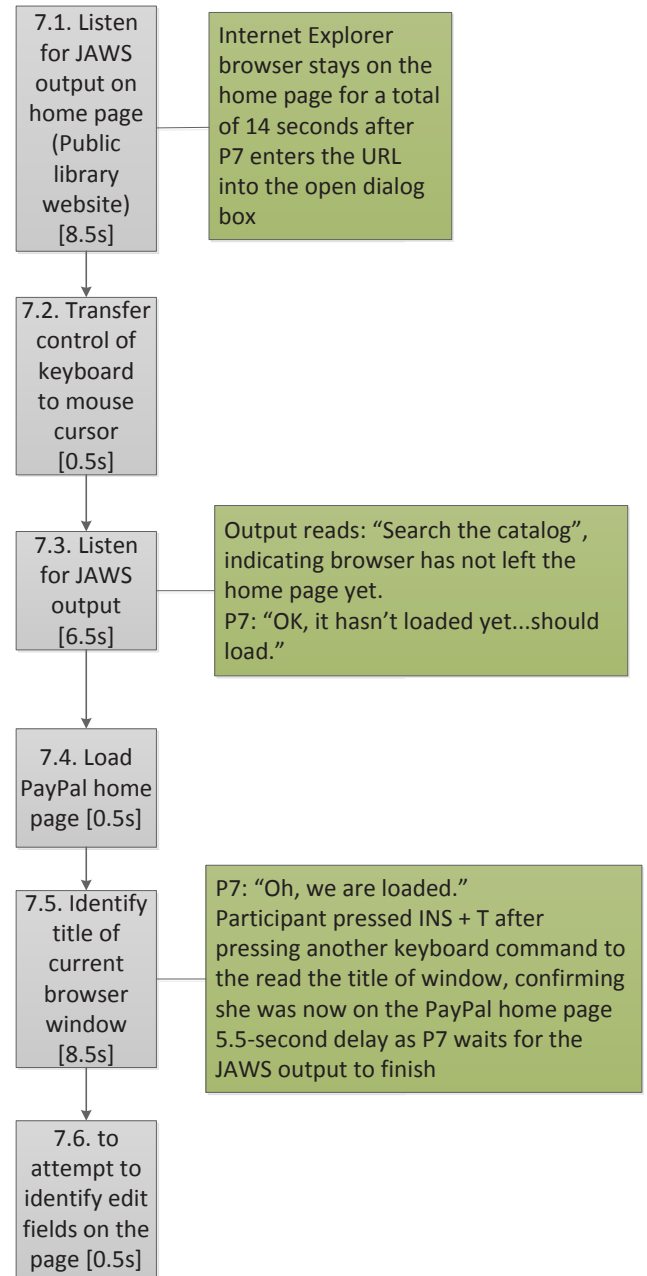 7.1. Listen
for JAWS
output on
home page
(Public
library
website)
[8.5s]
Internet Explorer
browser stays on the
home page for a total
of 14 seconds after
P7 enters the URL
into the open dialog
box
7.2. Transfer
control of
keyboard
to mouse
cursor
[0.5s]
7.3. Listen
for JAWS
output
[6.5s]
Output reads: “Search the catalog”,
indicating browser has not left the
home page yet.
P7: “OK, it hasn’t loaded yet...should
load.”
7.4. Load
PayPal home
page [0.5s]
7.5. Identify
title of
current
browser
window
[8.5s]
P7: “Oh, we are loaded.”
Participant pressed INS + T after
pressing another keyboard command to
the read the title of window, confirming
she was now on the PayPal home page
5.5-second delay as P7 waits for the
JAWS output to finish
7.6. to
attempt to
identify edit
fields on the
page [0.5s]